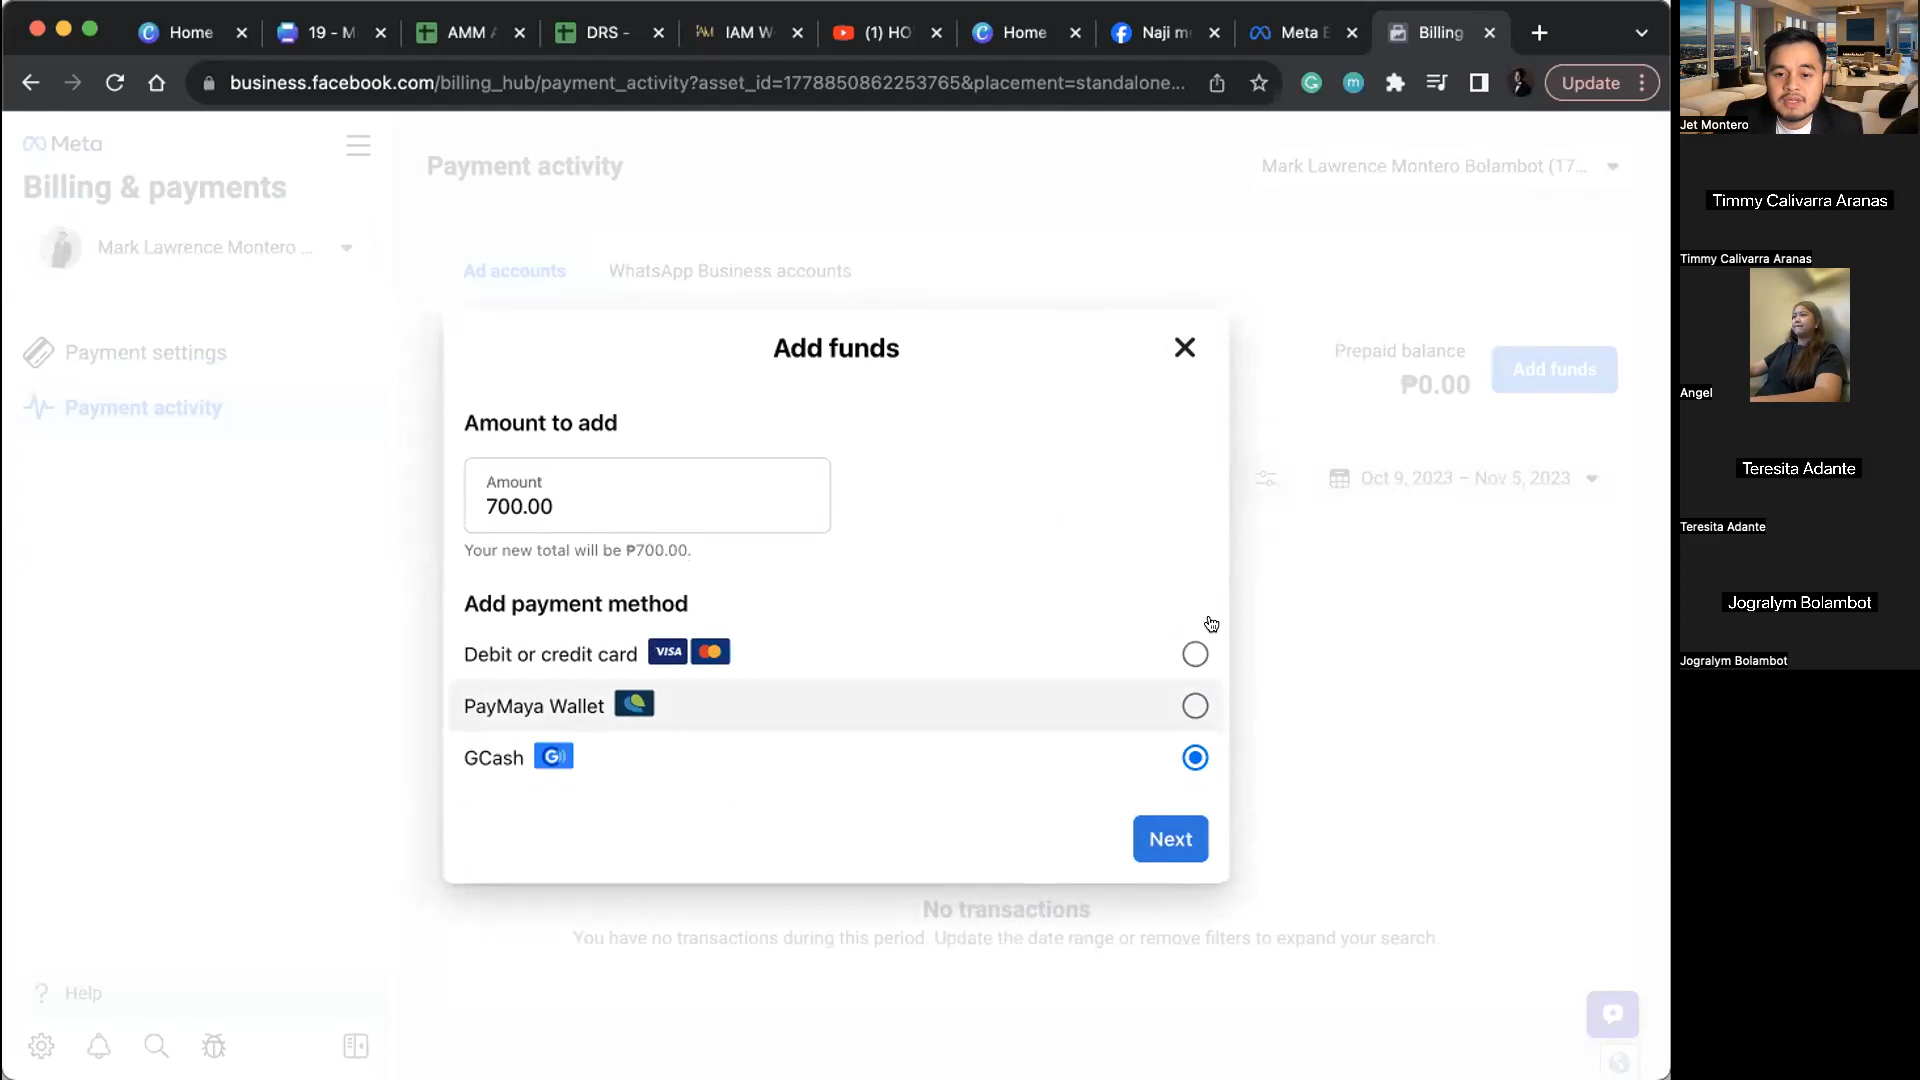 Home
19 - M
AMM A
DRS -
IAM W
(1) HO
Home
Naji m
Meta B
Billing
business.facebook.com/billing_hub/payment_activity?asset_id=1778850862253765&placement=standalone...
Update
Meta
Billing & payments
Mark Lawrence Montero ...
Payment settings
Payment activity
Help
Payment activity
Mark Lawrence Montero Bolambot (17...
Ad accounts
WhatsApp Business accounts
Prepaid balance
₱0.00
Add funds
Oct 9, 2023 – Nov 5, 2023
Add funds
Amount to add
Amount
700.00
Your new total will be ₱700.00.
Add payment method
Debit or credit card VISA
PayMaya Wallet
GCash
Next
No transactions
You have no transactions during this period. Update the date range or remove filters to expand your search.
Jet Montero
Timmy Calivarra Aranas
Timmy Calivarra Aranas
Angel
Teresita Adante
Teresita Adante
Jogralym Bolambot
Jogralym Bolambot